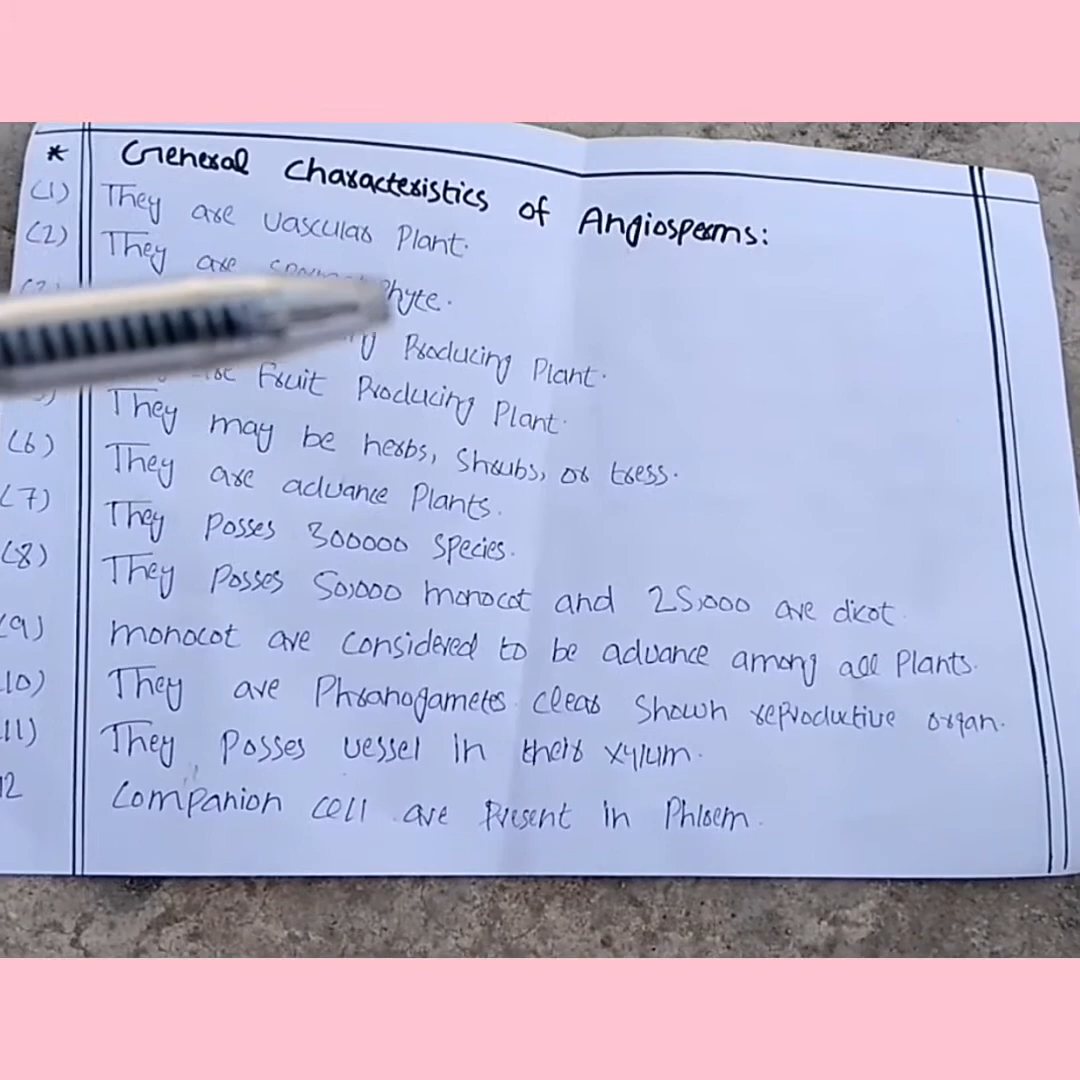 * General Characteristics of Angiosperms:
(1) They are vascular Plant.
(2) They are
Producing Plant.
Fruit Producing Plant.
They may be herbs, Shrubs, or tress.
(6) They are advance Plants.
(7) They posses 300000 species.
(8) They posses 50,000 monocot and 25,000 are dicot.
(9) monocot are considered to be advance among all Plants.
10) They are Phranogametes clear shown reproductive organ.
11) They posses vessel in their xylum.
12 Companion cell are present in Phloem.